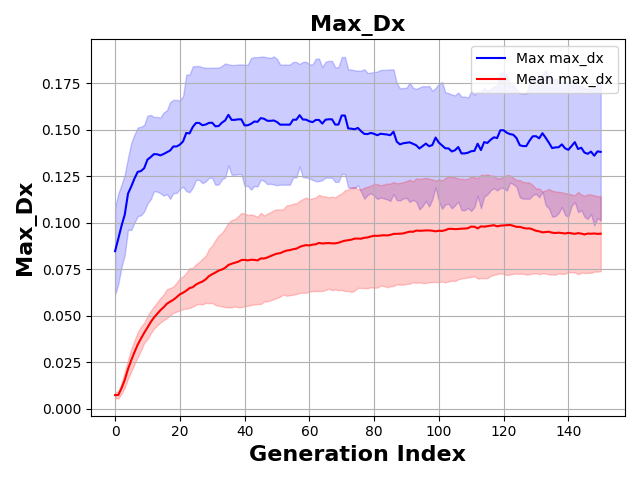 Max_Dx
Max max_dx
Mean max_dx
Max_Dx
0.175
0.150
0.125
0.100
0.075
0.050
0.025
0.000
0 20 40 60 80 100 120 140
Generation Index